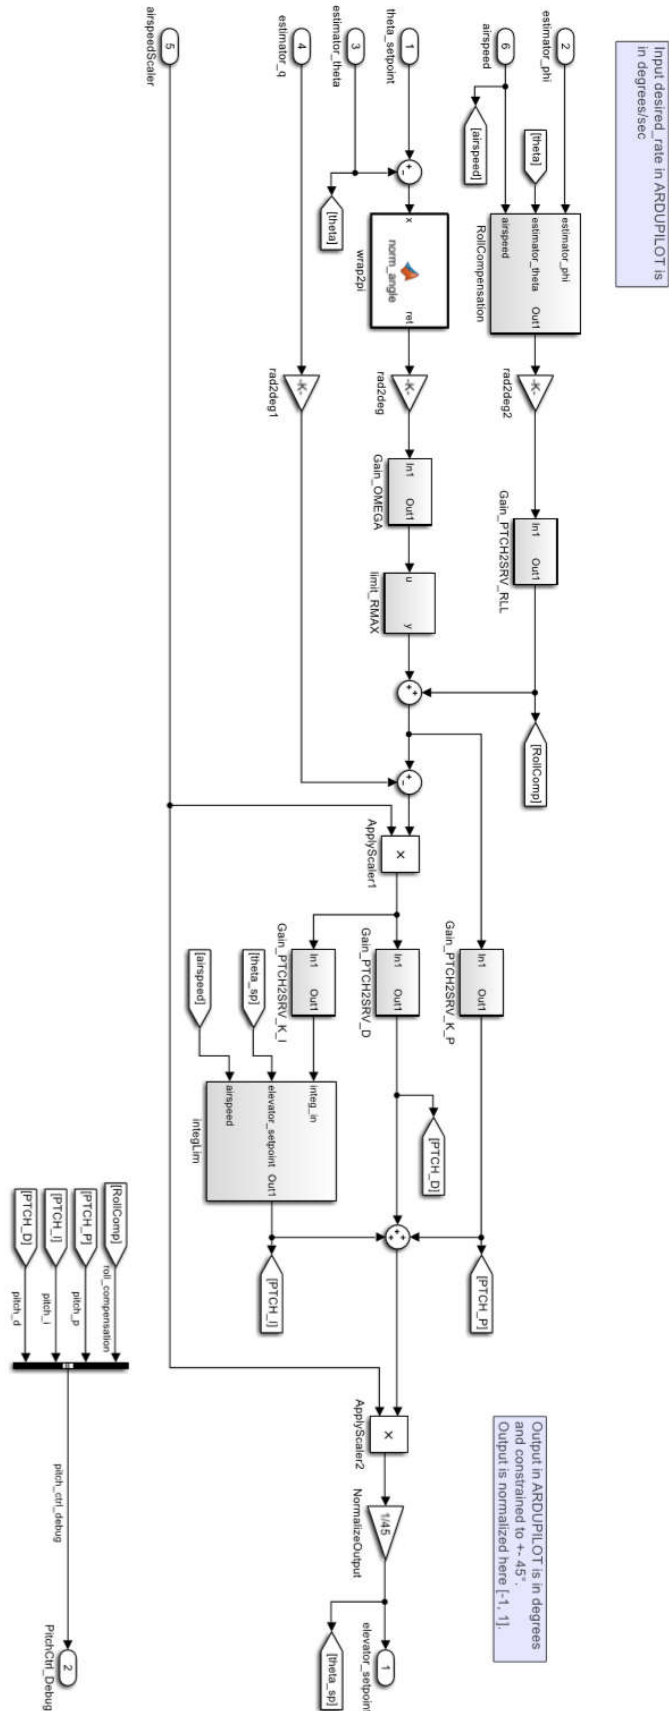 Input desired_rate in ARDUPILOT is
in degrees/sec
Output in ARDUPILOT is in degrees
and constrained to +- 45°.
Output is normalized here [-1, 1].
2
estimator_phi
6
airspeed
[airspeed]
[theta]
estimator_phi
estimator_theta
Out1
airspeed
RollCompensation
-K-
rad2deg2
In1
Out1
Gain_PTCH2SRV_RLL
[RollComp]
1
theta_setpoint
3
estimator_theta
+
-
[theta]
x
norm_angle
ret
wrap2pi
-K-
rad2deg
In1
Out1
Gain_OMEGA
u
y
limit_RMAX
+
+
4
estimator_q
-K-
rad2deg1
+
-
×
ApplyScaler1
In1
Out1
Gain_PTCH2SRV_K_P
[PTCH_P]
In1
Out1
Gain_PTCH2SRV_D
[PTCH_D]
In1
Out1
Gain_PTCH2SRV_K_I
[theta_sp]
[airspeed]
integ_in
elevator_setpoint
Out1
airspeed
integLim
[PTCH_I]
+
+
+
5
airspeedScaler
×
ApplyScaler2
1/45
NormalizeOutput
1
elevator_setpoint
[theta_sp]
[RollComp]
roll_compensation
[PTCH_P]
pitch_p
[PTCH_I]
pitch_i
[PTCH_D]
pitch_d
pitch_ctrl_debug
2
PitchCtrl_Debug